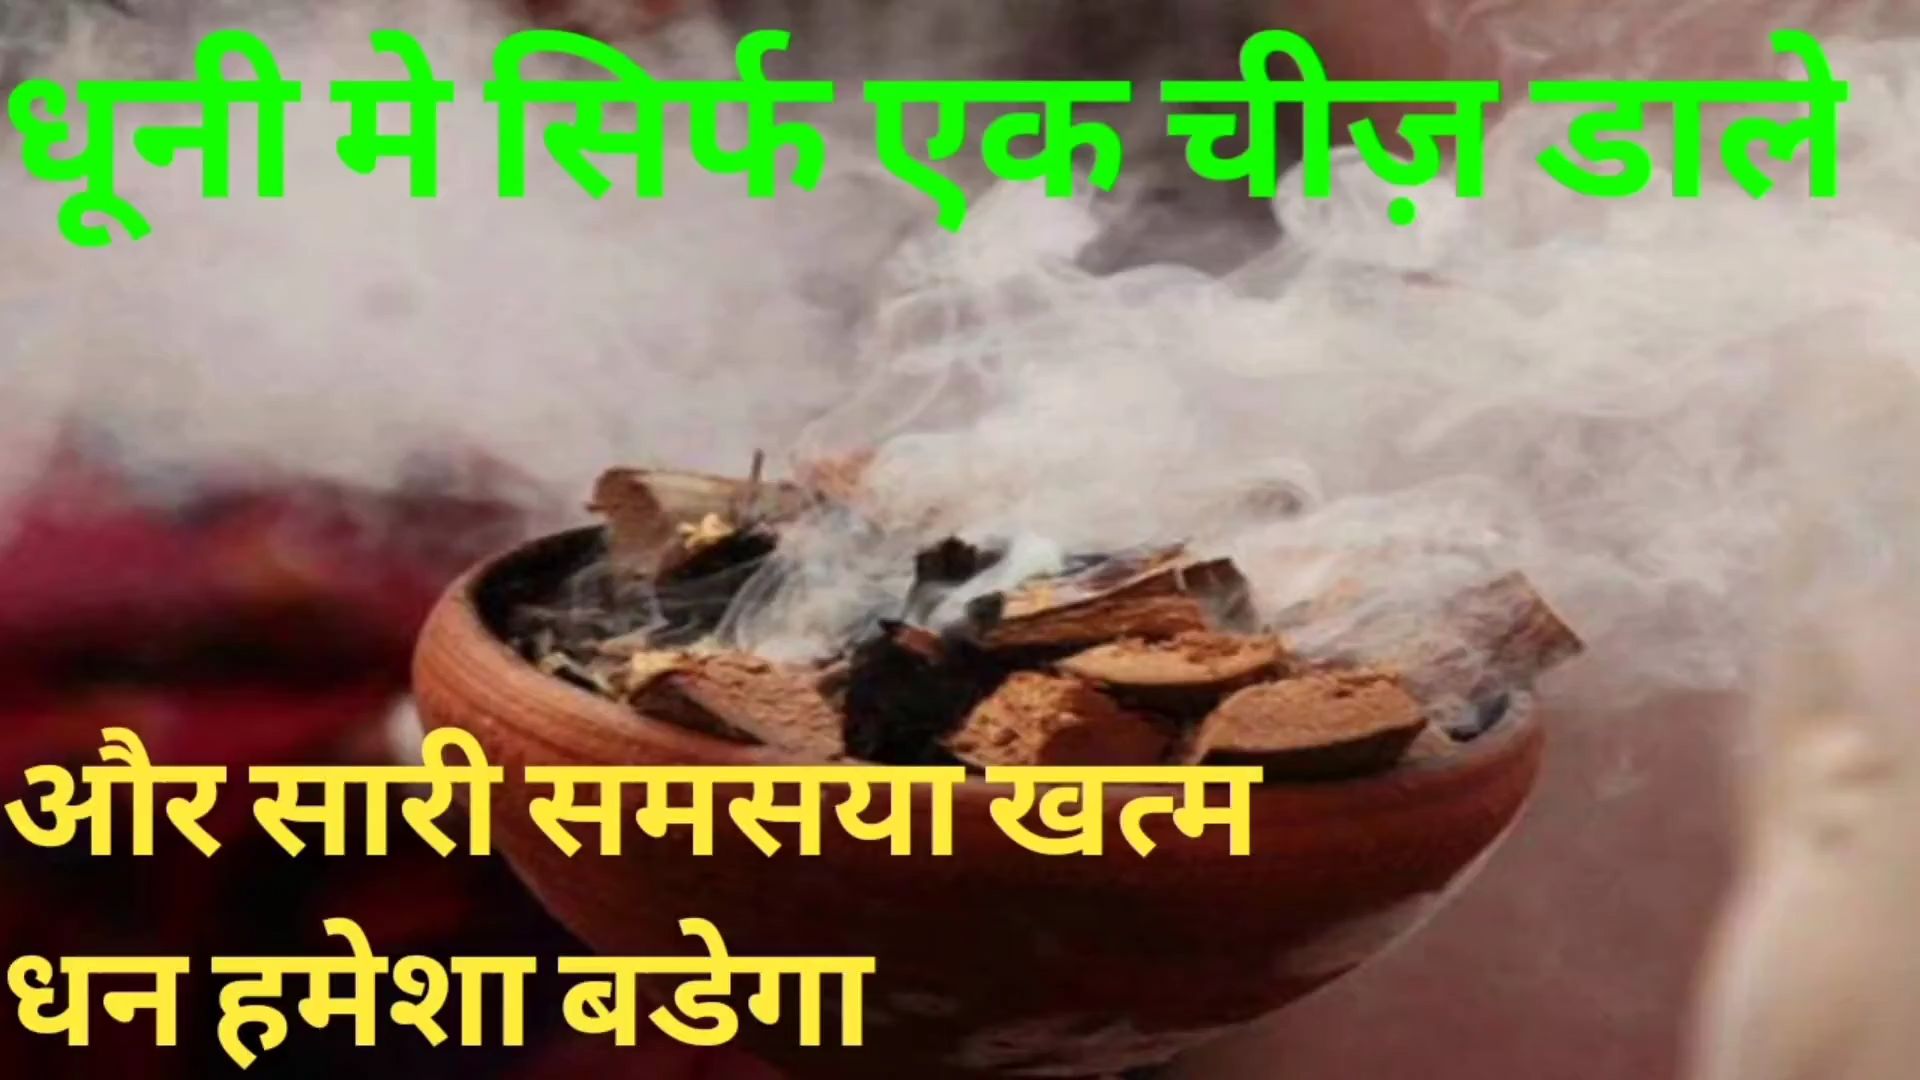 धूनी मे सिर्फ एक चीज़ डाले
और सारी समसया खत्म
धन हमेशा बडेगा